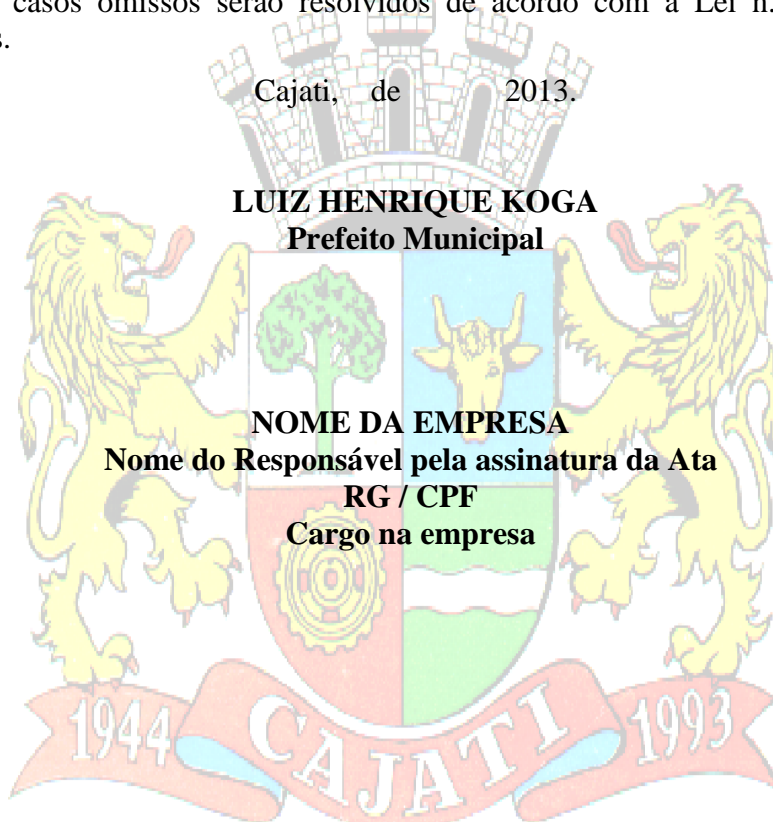 casos omissos serão resolvidos de acordo com a Lei n.
s.
Cajati, de 2013.
LUIZ HENRIQUE KOGA
Prefeito Municipal
NOME DA EMPRESA
Nome do Responsável pela assinatura da Ata
RG / CPF
Cargo na empresa
1944 CAJATI 1993